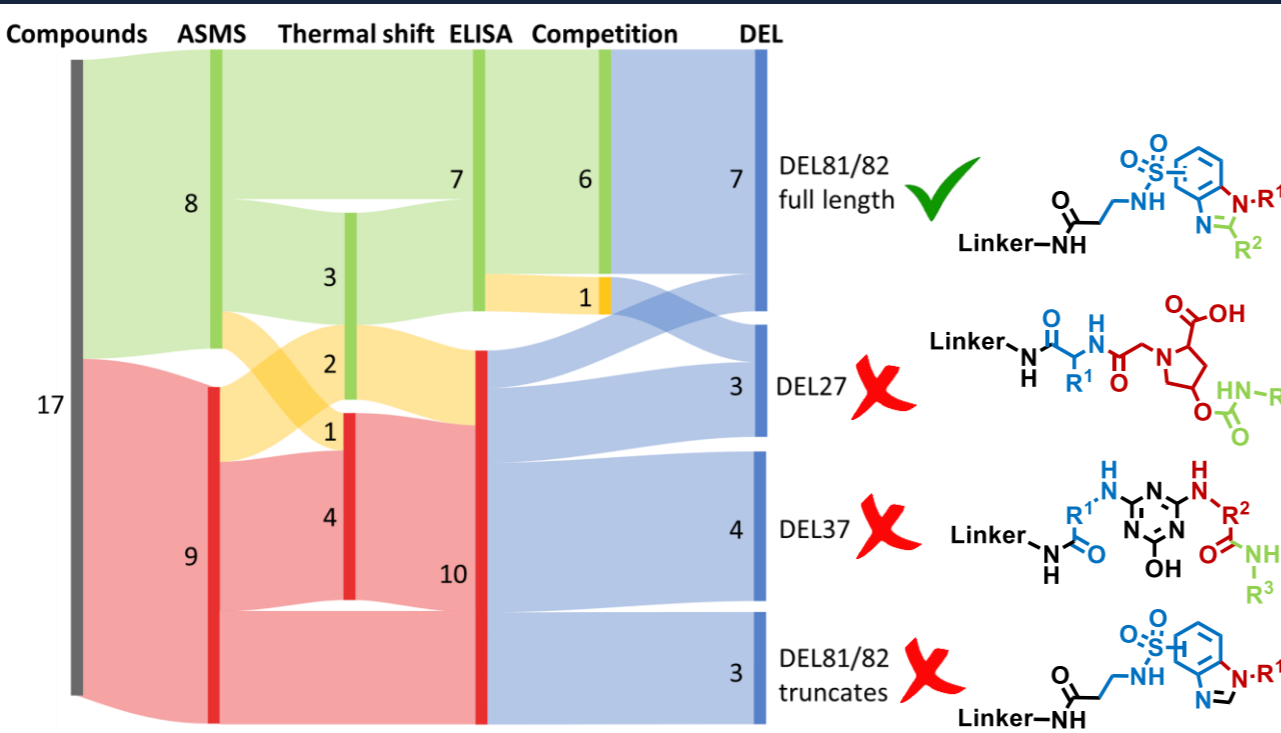 Compounds ASMS Thermal shift ELISA Competition DEL
17
8
9
3
2
1
4
7
10
6
1
7
DEL81/82
full length
3
DEL27
4
DEL37
3
DEL81/82
truncates
O O
S
NH
N-R1
N
R2
O
Linker-NH
O
OH
O
H
N
Linker
N
H
R1
O
N
HN-R
O
O
H
N
N
H
N
R1
N
N
R2
Linker
N
H
O
OH
O
NH
R3
O O
S
NH
N-R1
N
O
Linker-NH